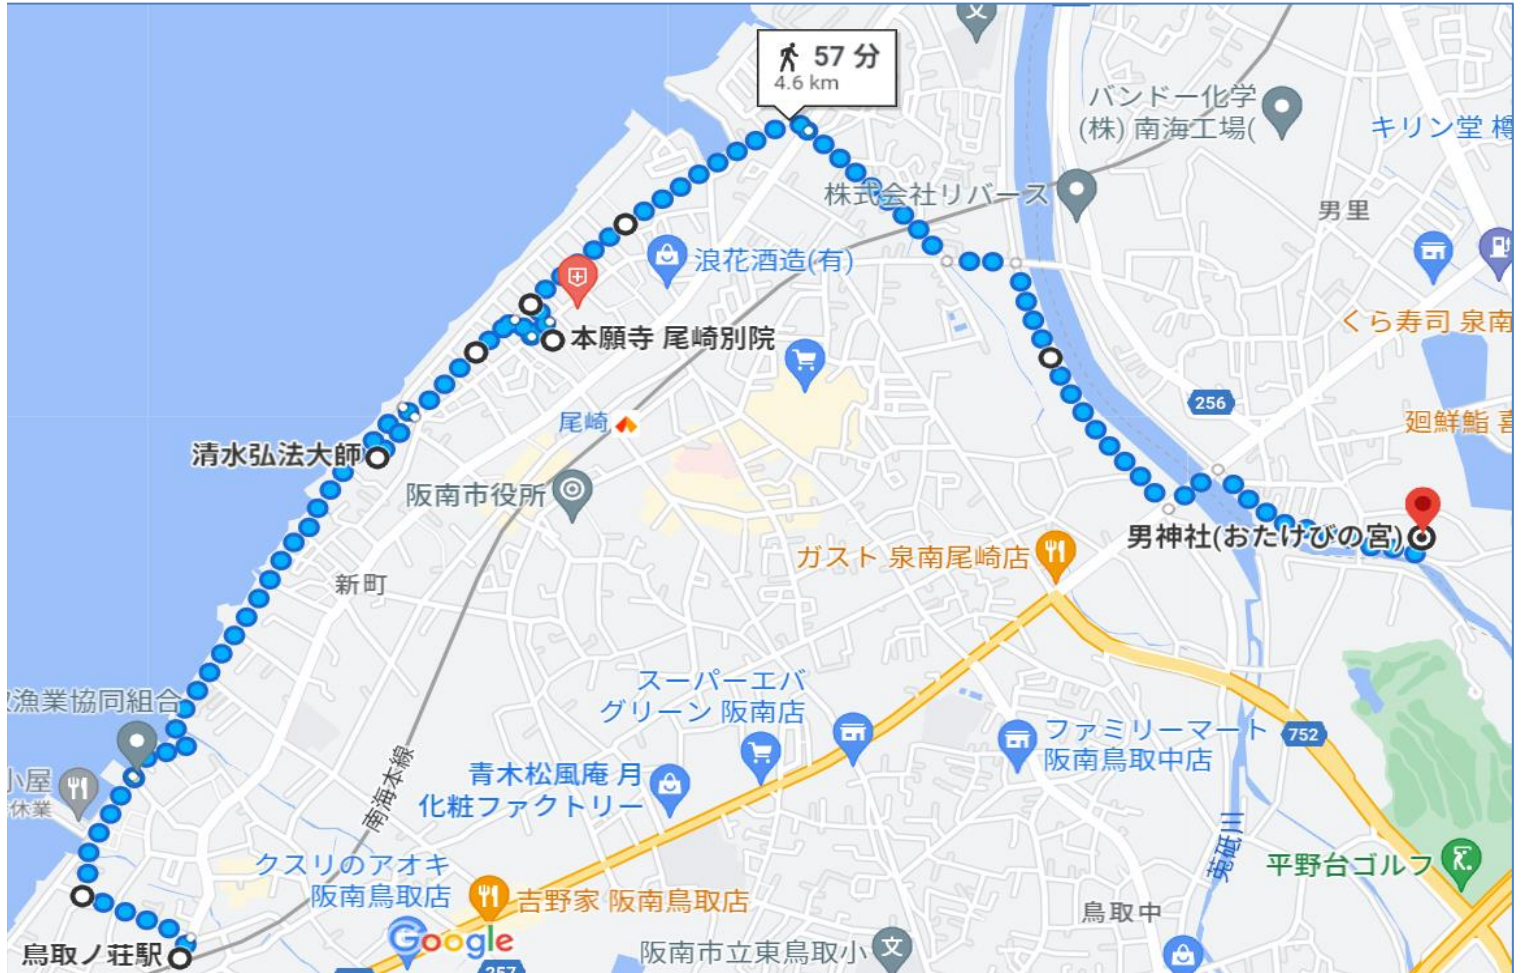 文
57 分
4.6 km
バンドー化学
(株) 南海工場(
キリン堂 樽
株式会社リバース
男里
浪花酒造(有)
くら寿司 泉南
本願寺 尾崎別院
256
尾崎
廻鮮鮨 喜
清水弘法大師
阪南市役所
男神社(おたけびの宮)
ガスト 泉南尾崎店
新町
スーパーエバ
グリーン 阪南店
漁業協同組合
ファミリーマート
阪南鳥取中店
752
小屋
休業
青木松風庵 月
化粧ファクトリー
南海本線
菟砥川
クスリのアオキ
阪南鳥取店
平野台ゴルフ
吉野家 阪南鳥取店
鳥取中
Google
鳥取ノ荘駅
阪南市立東鳥取小
文
257